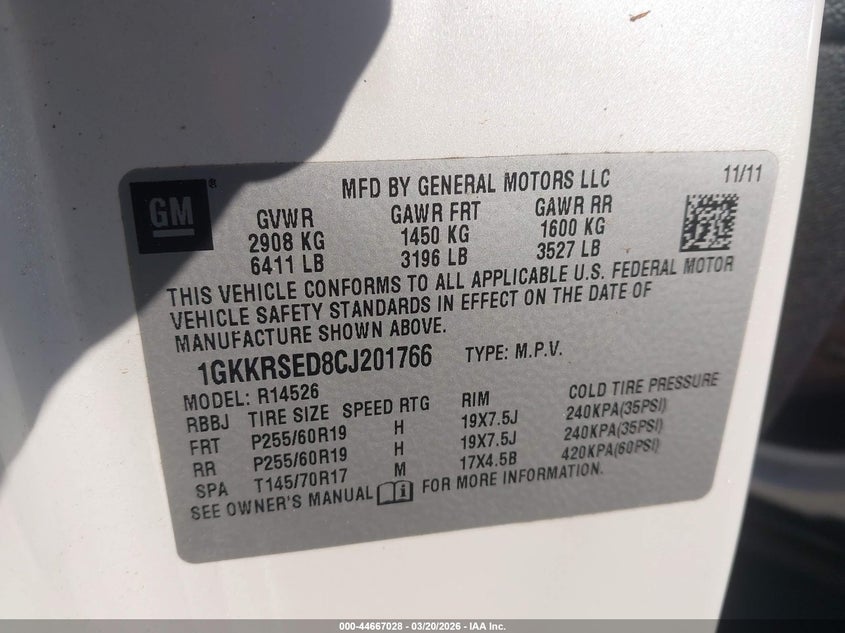 GM®
MFD BY GENERAL MOTORS LLC
11/11
GVWR GAWR FRT GAWR RR
2908 KG 1450 KG 1600 KG
6411 LB 3196 LB 3527 LB
THIS VEHICLE CONFORMS TO ALL APPLICABLE U.S. FEDERAL MOTOR
VEHICLE SAFETY STANDARDS IN EFFECT ON THE DATE OF
MANUFACTURE SHOWN ABOVE.
1GKKRSED8CJ201766 TYPE: M.P.V.
MODEL: R14526
RBBJ TIRE SIZE SPEED RTG RIM COLD TIRE PRESSURE
FRT P255/60R19 H 19X7.5J 240KPA(35PSI)
RR P255/60R19 H 19X7.5J 240KPA(35PSI)
SPA T145/70R17 M 17X4.5B 420KPA(60PSI)
SEE OWNER'S MANUAL i FOR MORE INFORMATION.
000-44667028 - 03/20/2026 - IAA Inc.